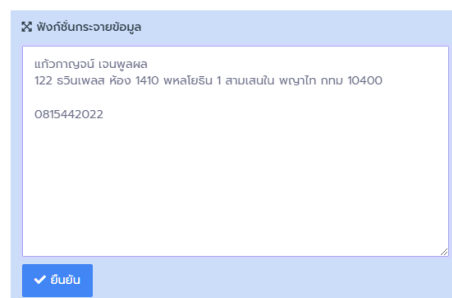 ฟังก์ชั่นกระจายข้อมูล
แก้วกาญจน์ เจนพูลผล
122 ธวินเพลส ห้อง 1410 พหลโยธิน 1 สามเสนใน พญาไท กทม 10400
0815442022
ยืนยัน